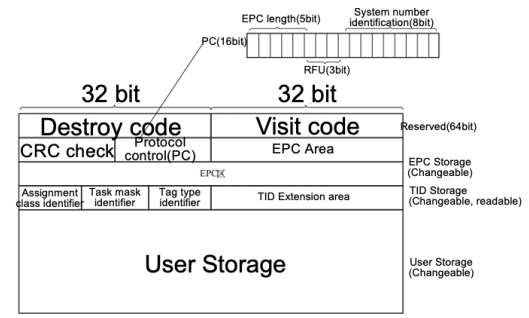 EPC length(5bit)
System number
identification(8bit)
PC(16bit)
RFU(3bit)
32 bit
32 bit
Destroy code
Visit code
Reserved(64bit)
CRC check
Protocol
control(PC)
EPC Area
EPC Storage
(Changeable)
Assignment
class identifier
Task mask
identifier
Tag type
identifier
TID Extension area
TID Storage
(Changeable, readable)
User Storage
User Storage
(Changeable)